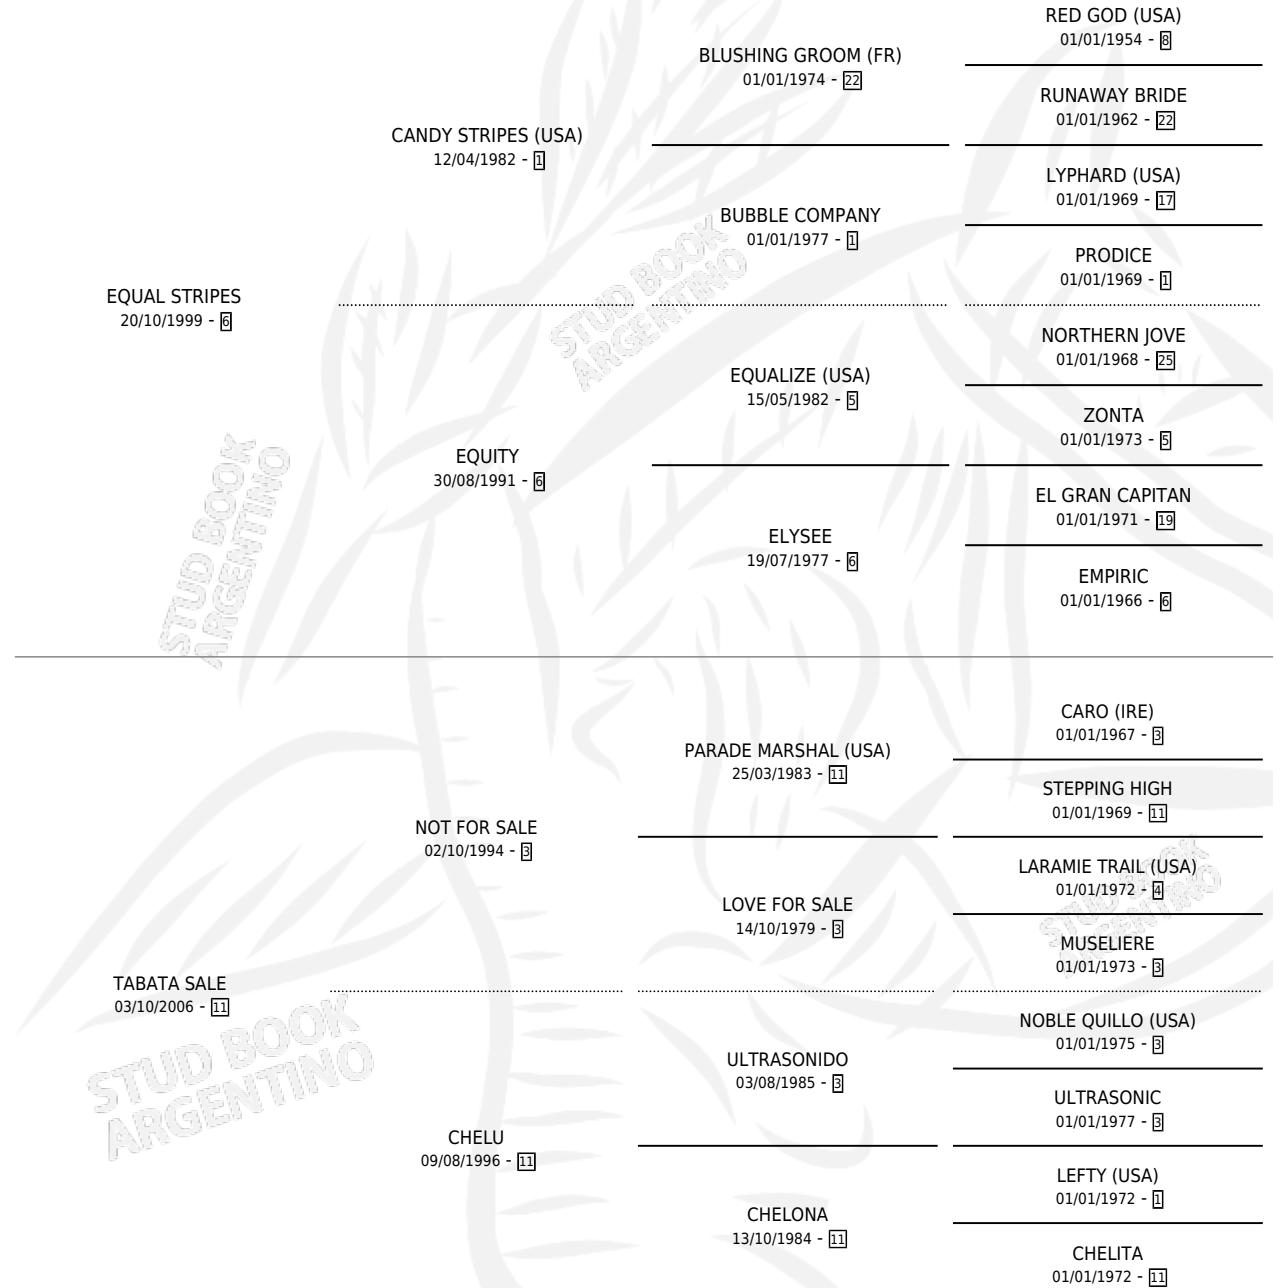 RED GOD (USA)
01/01/1954 - 8
BLUSHING GROOM (FR)
01/01/1974 - 22
RUNAWAY BRIDE
01/01/1962 - 22
CANDY STRIPES (USA)
12/04/1982 - 1
LYPHARD (USA)
01/01/1969 - 17
BUBBLE COMPANY
01/01/1977 - 1
PRODICE
01/01/1969 - 1
EQUAL STRIPES
20/10/1999 - 6
STUD BOOK
ARGENTINO
NORTHERN JOVE
01/01/1968 - 25
EQUALIZE (USA)
15/05/1982 - 5
ZONTA
01/01/1973 - 5
EQUITY
30/08/1991 - 6
EL GRAN CAPITAN
01/01/1971 - 19
ELYSEE
19/07/1977 - 6
EMPIRIC
01/01/1966 - 6
STUD BOOK
ARGENTINO
CARO (IRE)
01/01/1967 - 3
PARADE MARSHAL (USA)
25/03/1983 - 11
STEPPING HIGH
01/01/1969 - 11
NOT FOR SALE
02/10/1994 - 3
LARAMIE TRAIL (USA)
01/01/1972 - 4
LOVE FOR SALE
14/10/1979 - 3
STUD BOOK
ARGENTINO
MUSELIERE
01/01/1973 - 3
TABATA SALE
03/10/2006 - 11
STUD BOOK
ARGENTINO
NOBLE QUILLO (USA)
01/01/1975 - 3
ULTRASONIDO
03/08/1985 - 3
ULTRASONIC
01/01/1977 - 3
CHELU
09/08/1996 - 11
LEFTY (USA)
01/01/1972 - 1
CHELONA
13/10/1984 - 11
CHELITA
01/01/1972 - 11